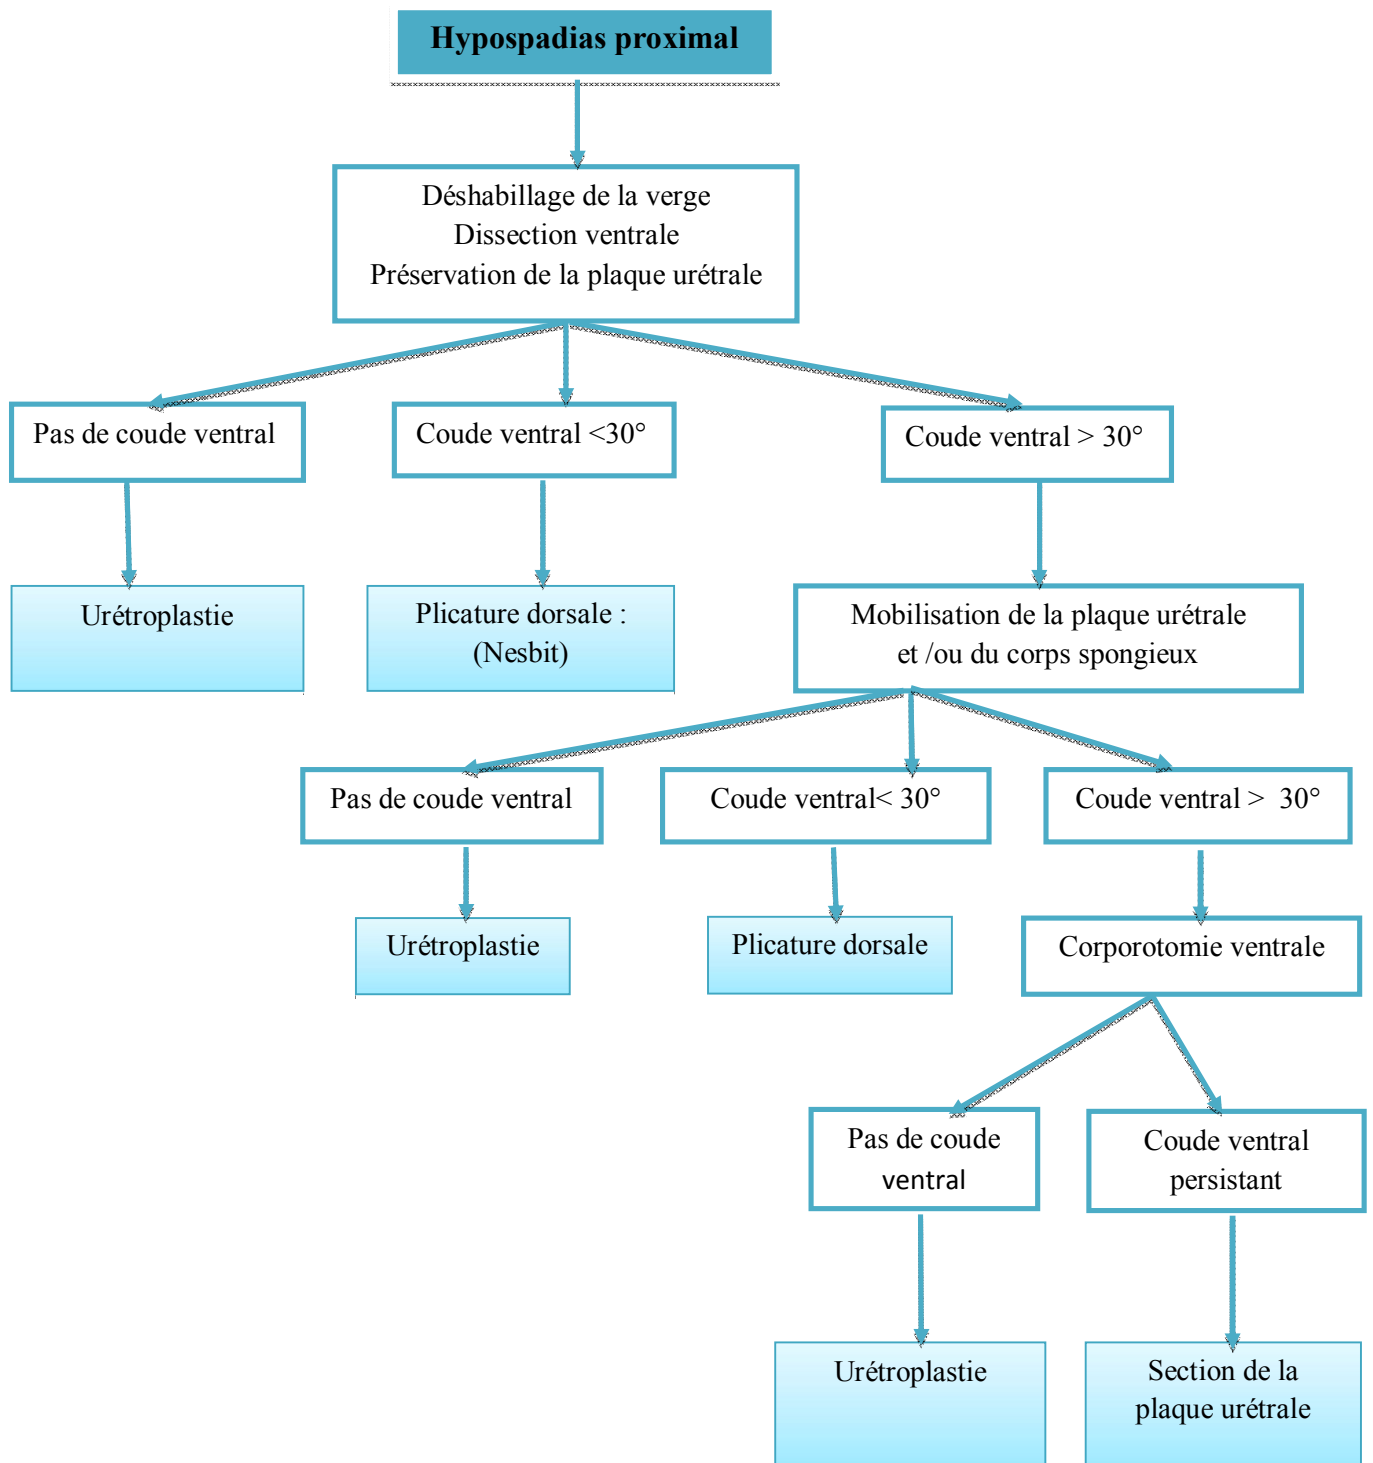 Hypospadias proximal
Déshabillage de la verge
Dissection ventrale
Préservation de la plaque urétrale
Pas de coude ventral
Coude ventral <30°
Coude ventral > 30°
Urétroplastie
Plicature dorsale :
(Nesbit)
Mobilisation de la plaque urétrale
et /ou du corps spongieux
Pas de coude ventral
Coude ventral< 30°
Coude ventral >  30°
Urétroplastie
Plicature dorsale
Corporotomie ventrale
Pas de coude
ventral
Coude ventral
persistant
Urétroplastie
Section de la
plaque urétrale